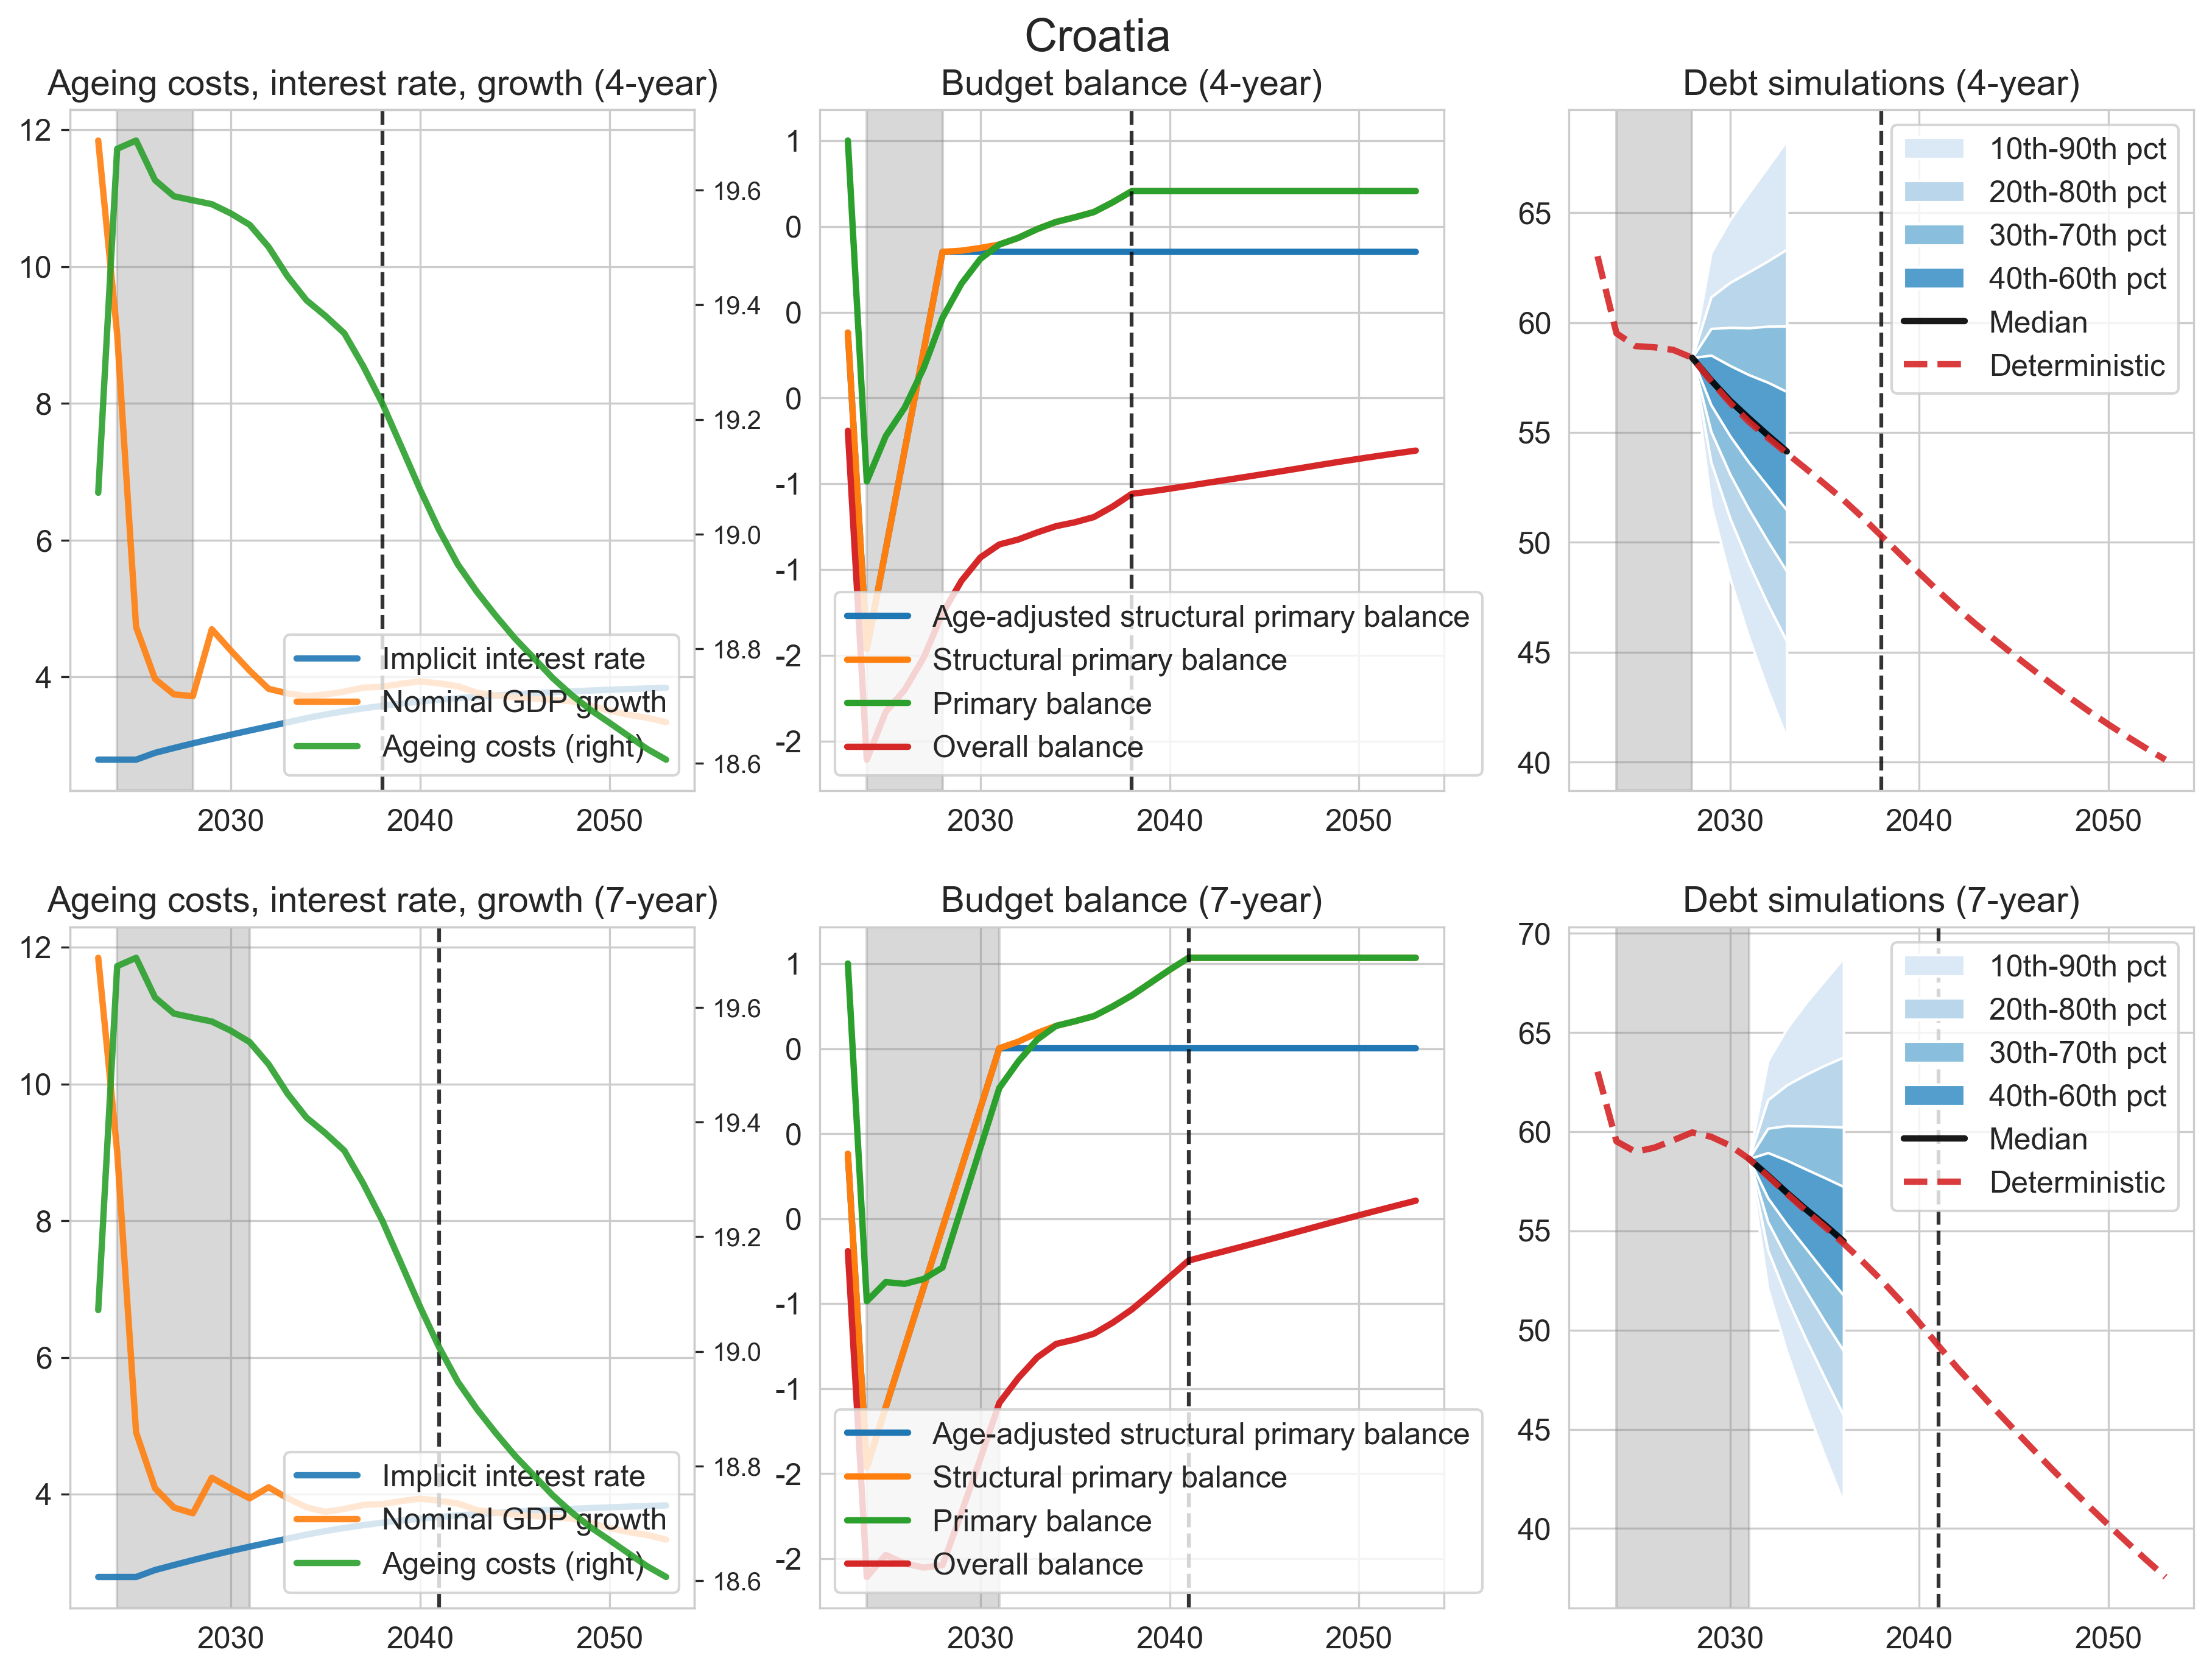 Croatia
Ageing costs, interest rate, growth (4-year)
12
10
8
6
4
19.6
19.4
19.2
19.0
18.8
18.6
2030
2040
2050
Implicit interest rate
Nominal GDP growth
Ageing costs (right)
Budget balance (4-year)
1
0
0
0
-1
-1
-2
-2
2030
2040
2050
Age-adjusted structural primary balance
Structural primary balance
Primary balance
Overall balance
Debt simulations (4-year)
65
60
55
50
45
40
2030
2040
2050
10th-90th pct
20th-80th pct
30th-70th pct
40th-60th pct
Median
Deterministic
Ageing costs, interest rate, growth (7-year)
12
10
8
6
4
19.6
19.4
19.2
19.0
18.8
18.6
2030
2040
2050
Implicit interest rate
Nominal GDP growth
Ageing costs (right)
Budget balance (7-year)
1
0
0
0
-1
-1
-2
-2
2030
2040
2050
Age-adjusted structural primary balance
Structural primary balance
Primary balance
Overall balance
Debt simulations (7-year)
70
65
60
55
50
45
40
2030
2040
2050
10th-90th pct
20th-80th pct
30th-70th pct
40th-60th pct
Median
Deterministic